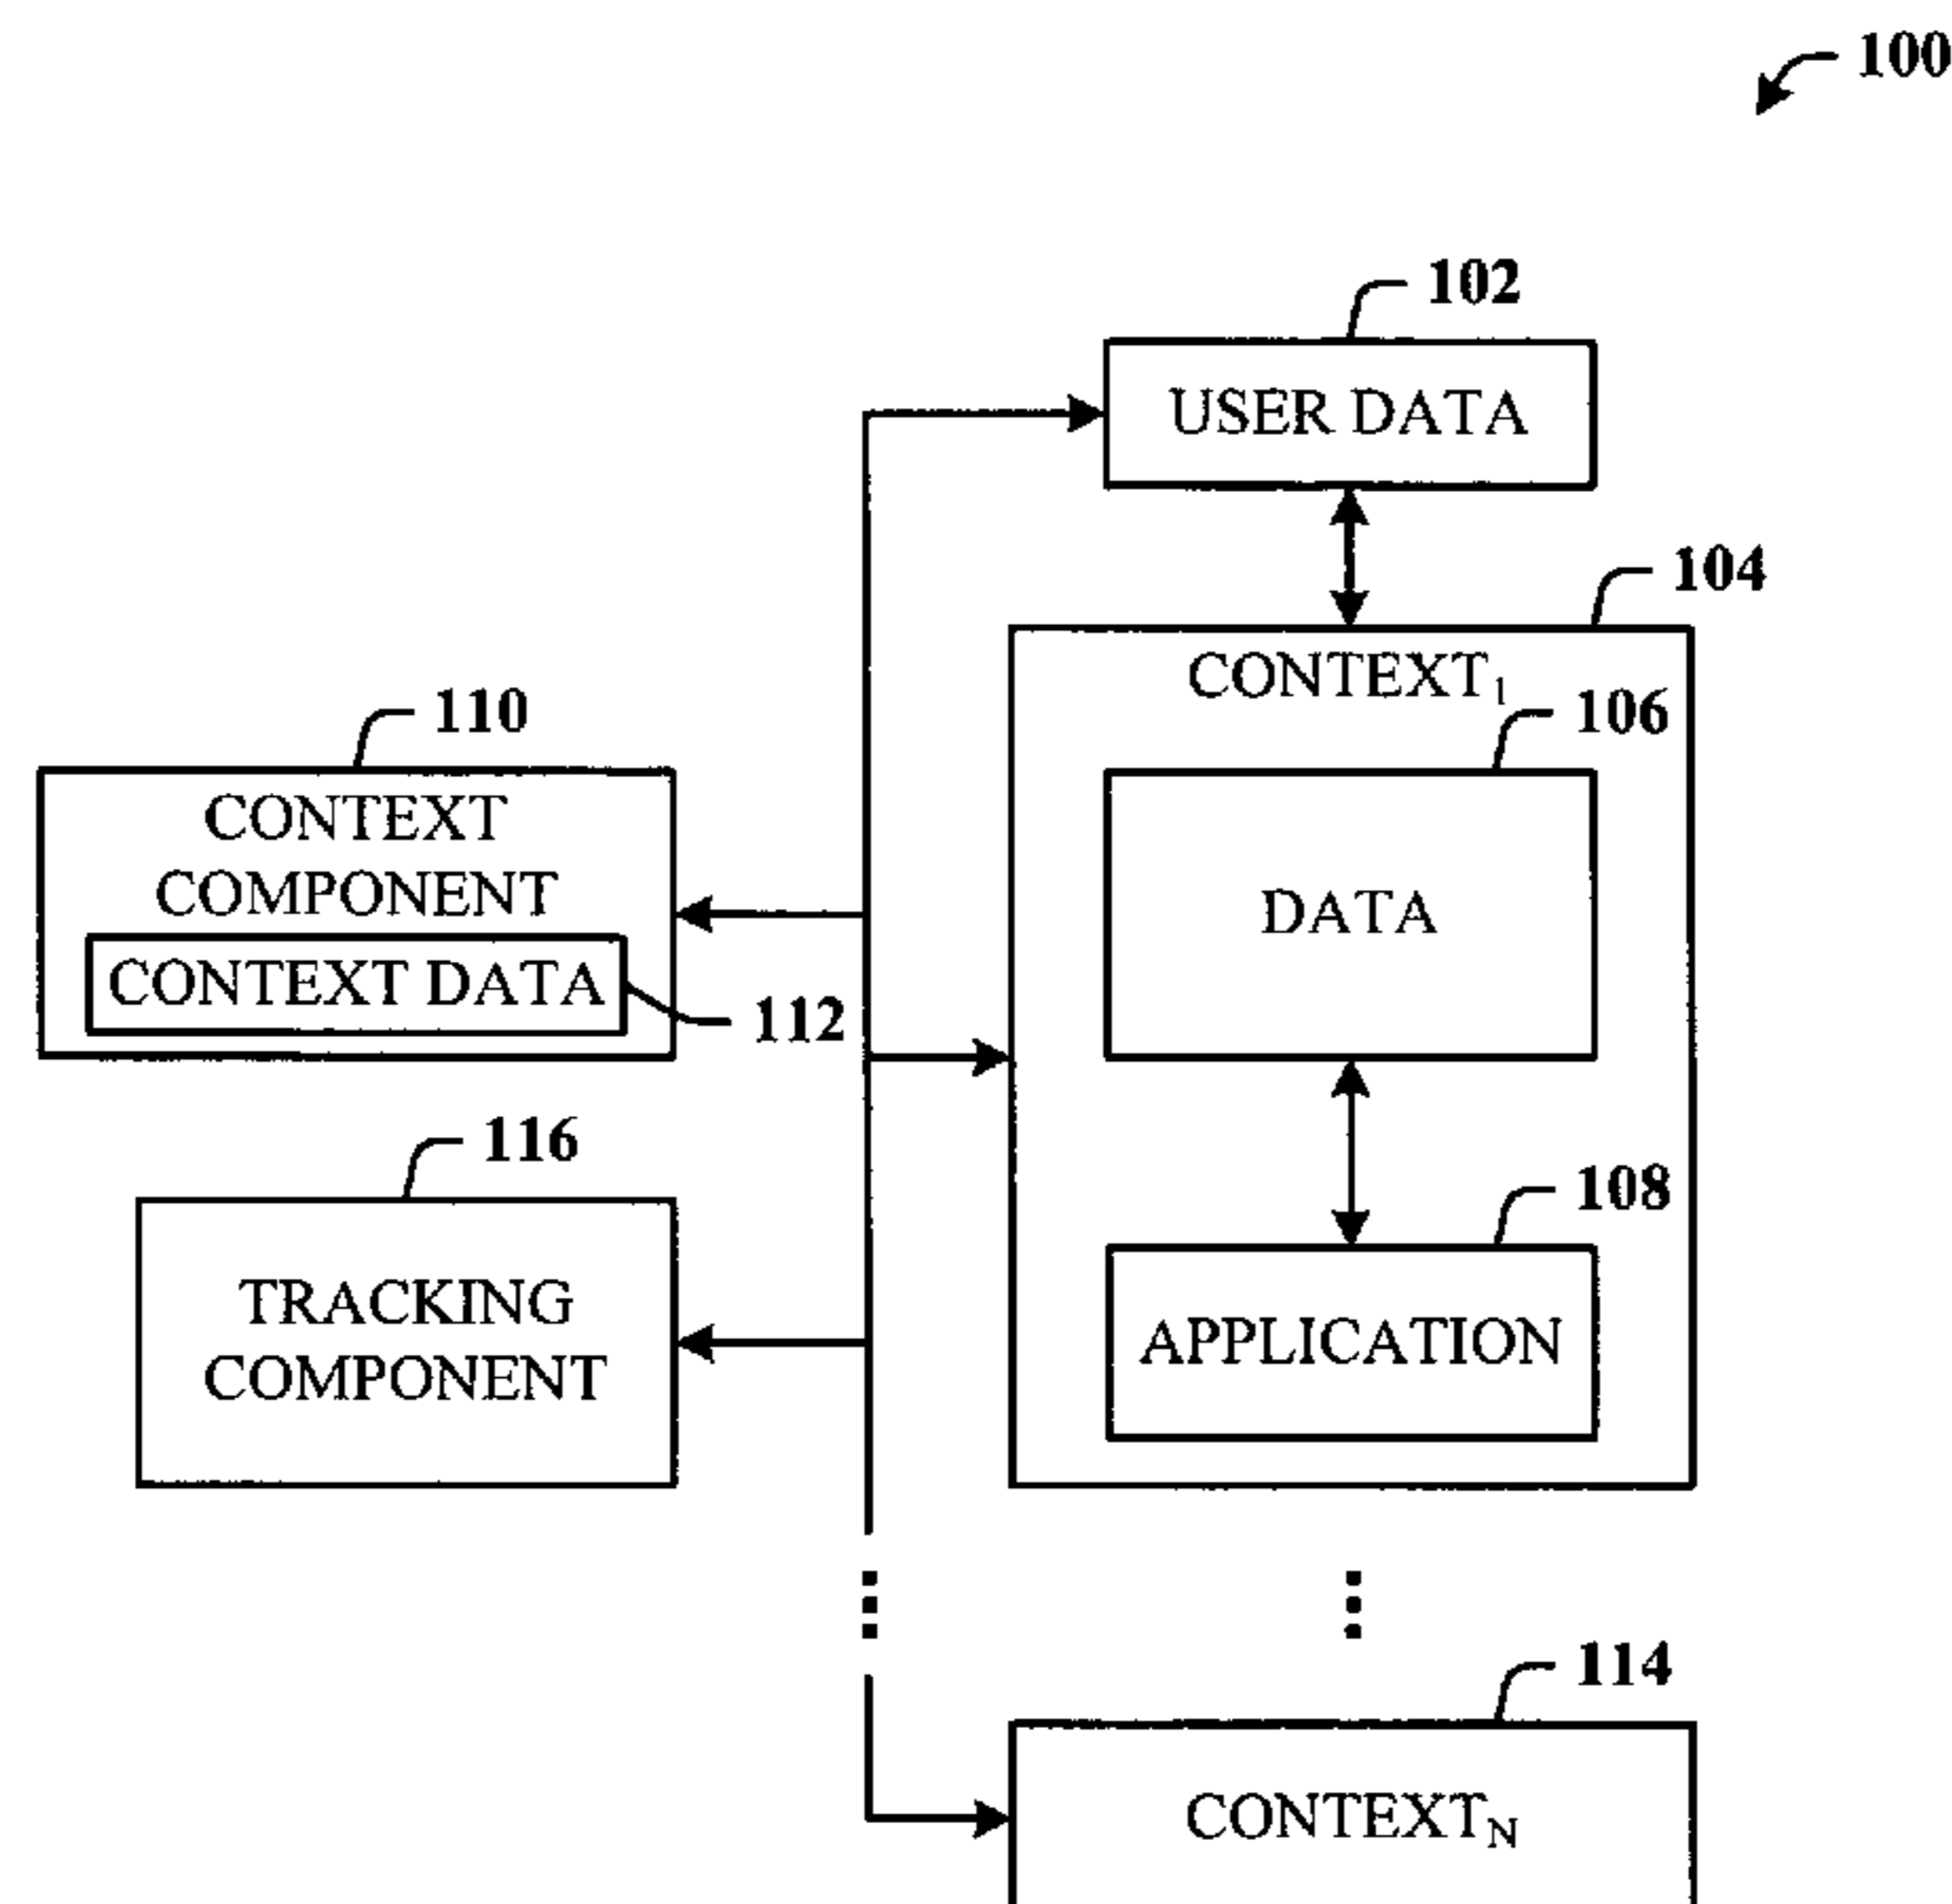 100
102
USER DATA
104
CONTEXT1
106
DATA
110
CONTEXT
COMPONENT
CONTEXT DATA
112
116
TRACKING
COMPONENT
108
APPLICATION
114
CONTEXTN